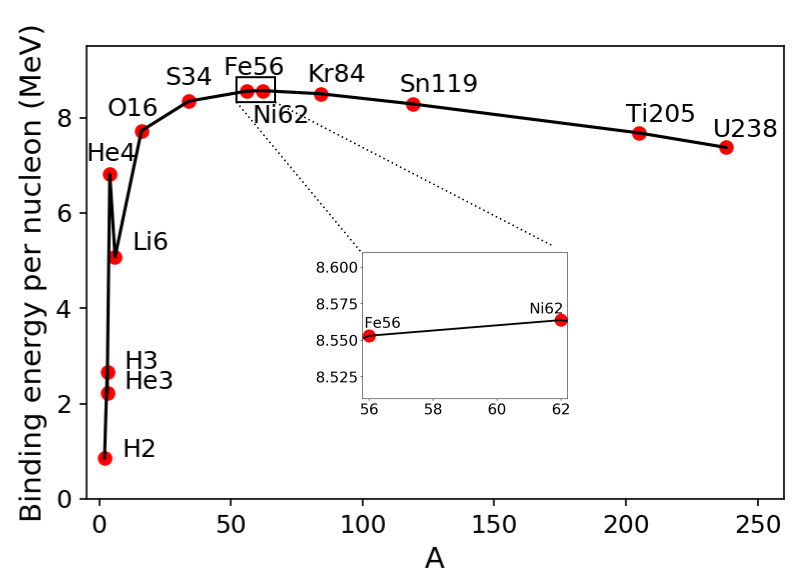 Binding energy per nucleon (MeV)
8
6
4
2
0
He4
O16
S34
Fe56
Ni62
Kr84
Sn119
Ti205
U238
Li6
H3
He3
H2
8.600
8.575
8.550
8.525
Fe56
Ni62
56 58 60 62
0 50 100 150 200 250
A